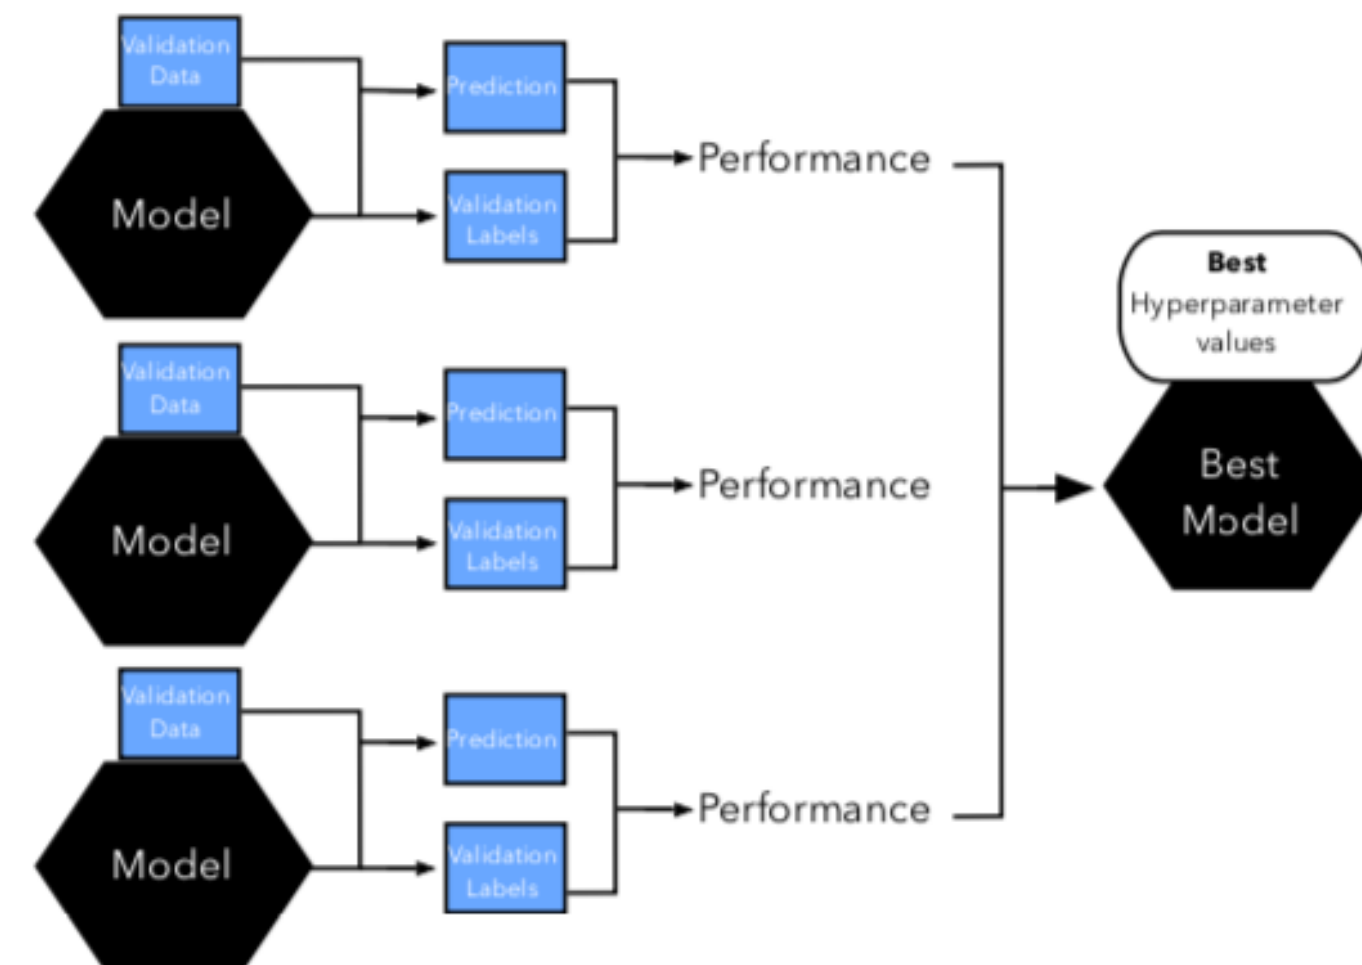 Validation
Data
Model
Prediction
Validation
Labels
Performance
Validation
Data
Model
Prediction
Validation
Labels
Performance
Validation
Data
Model
Prediction
Validation
Labels
Performance
Best
Hyperparameter
values
Best
Model